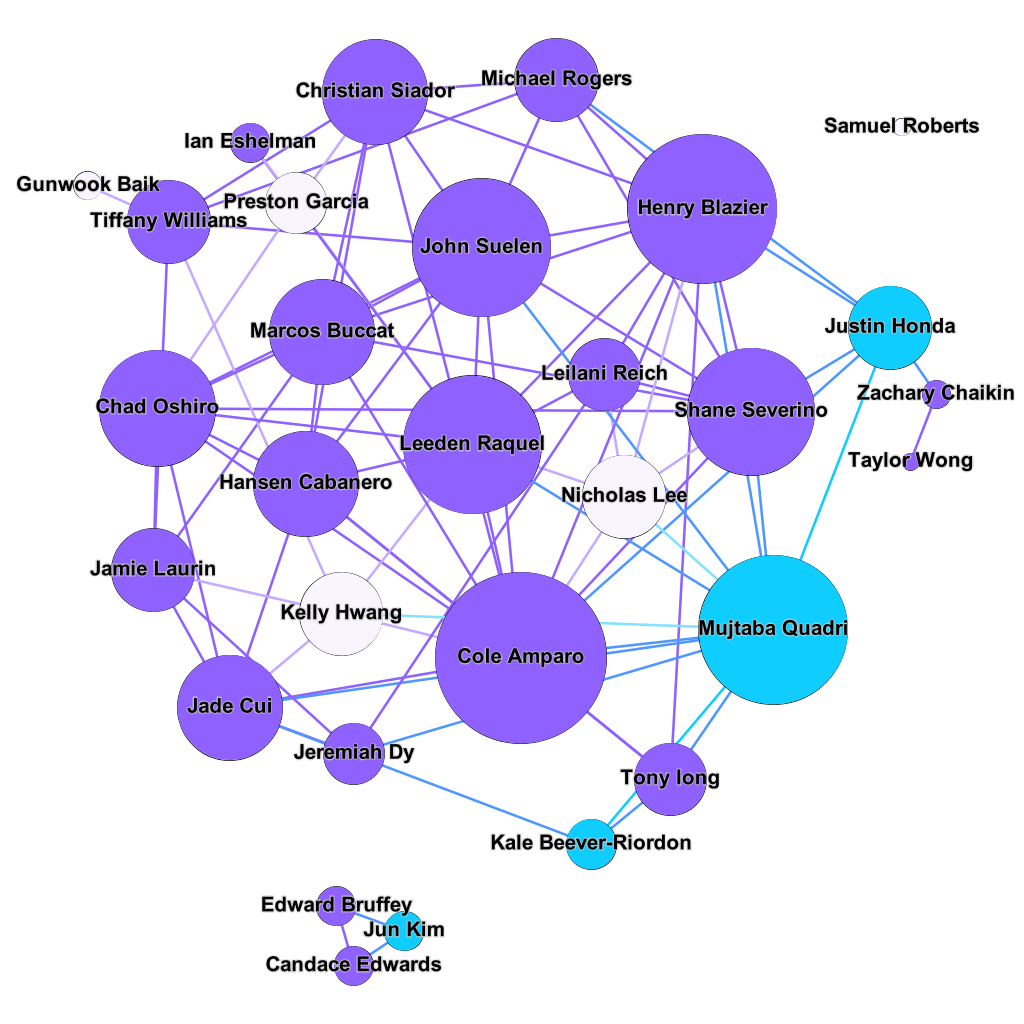 Michael Rogers
Christian Siador
Samuel Roberts
Ian Eshelman
Gunwook Baik
Preston Garcia
Henry Blazier
Tiffany Williams
John Suelen
Justin Honda
Marcos Buccat
Leilani Reich
Zachary Chaikin
Chad Oshiro
Shane Severino
Leeden Raquel
Taylor Wong
Hansen Cabanero
Nicholas Lee
Jamie Laurin
Kelly Hwang
Mujtaba Quadri
Cole Amparo
Jade Cui
Jeremiah Dy
Tony Iong
Kale Beever-Riordon
Edward Bruffey
Jun Kim
Candace Edwards